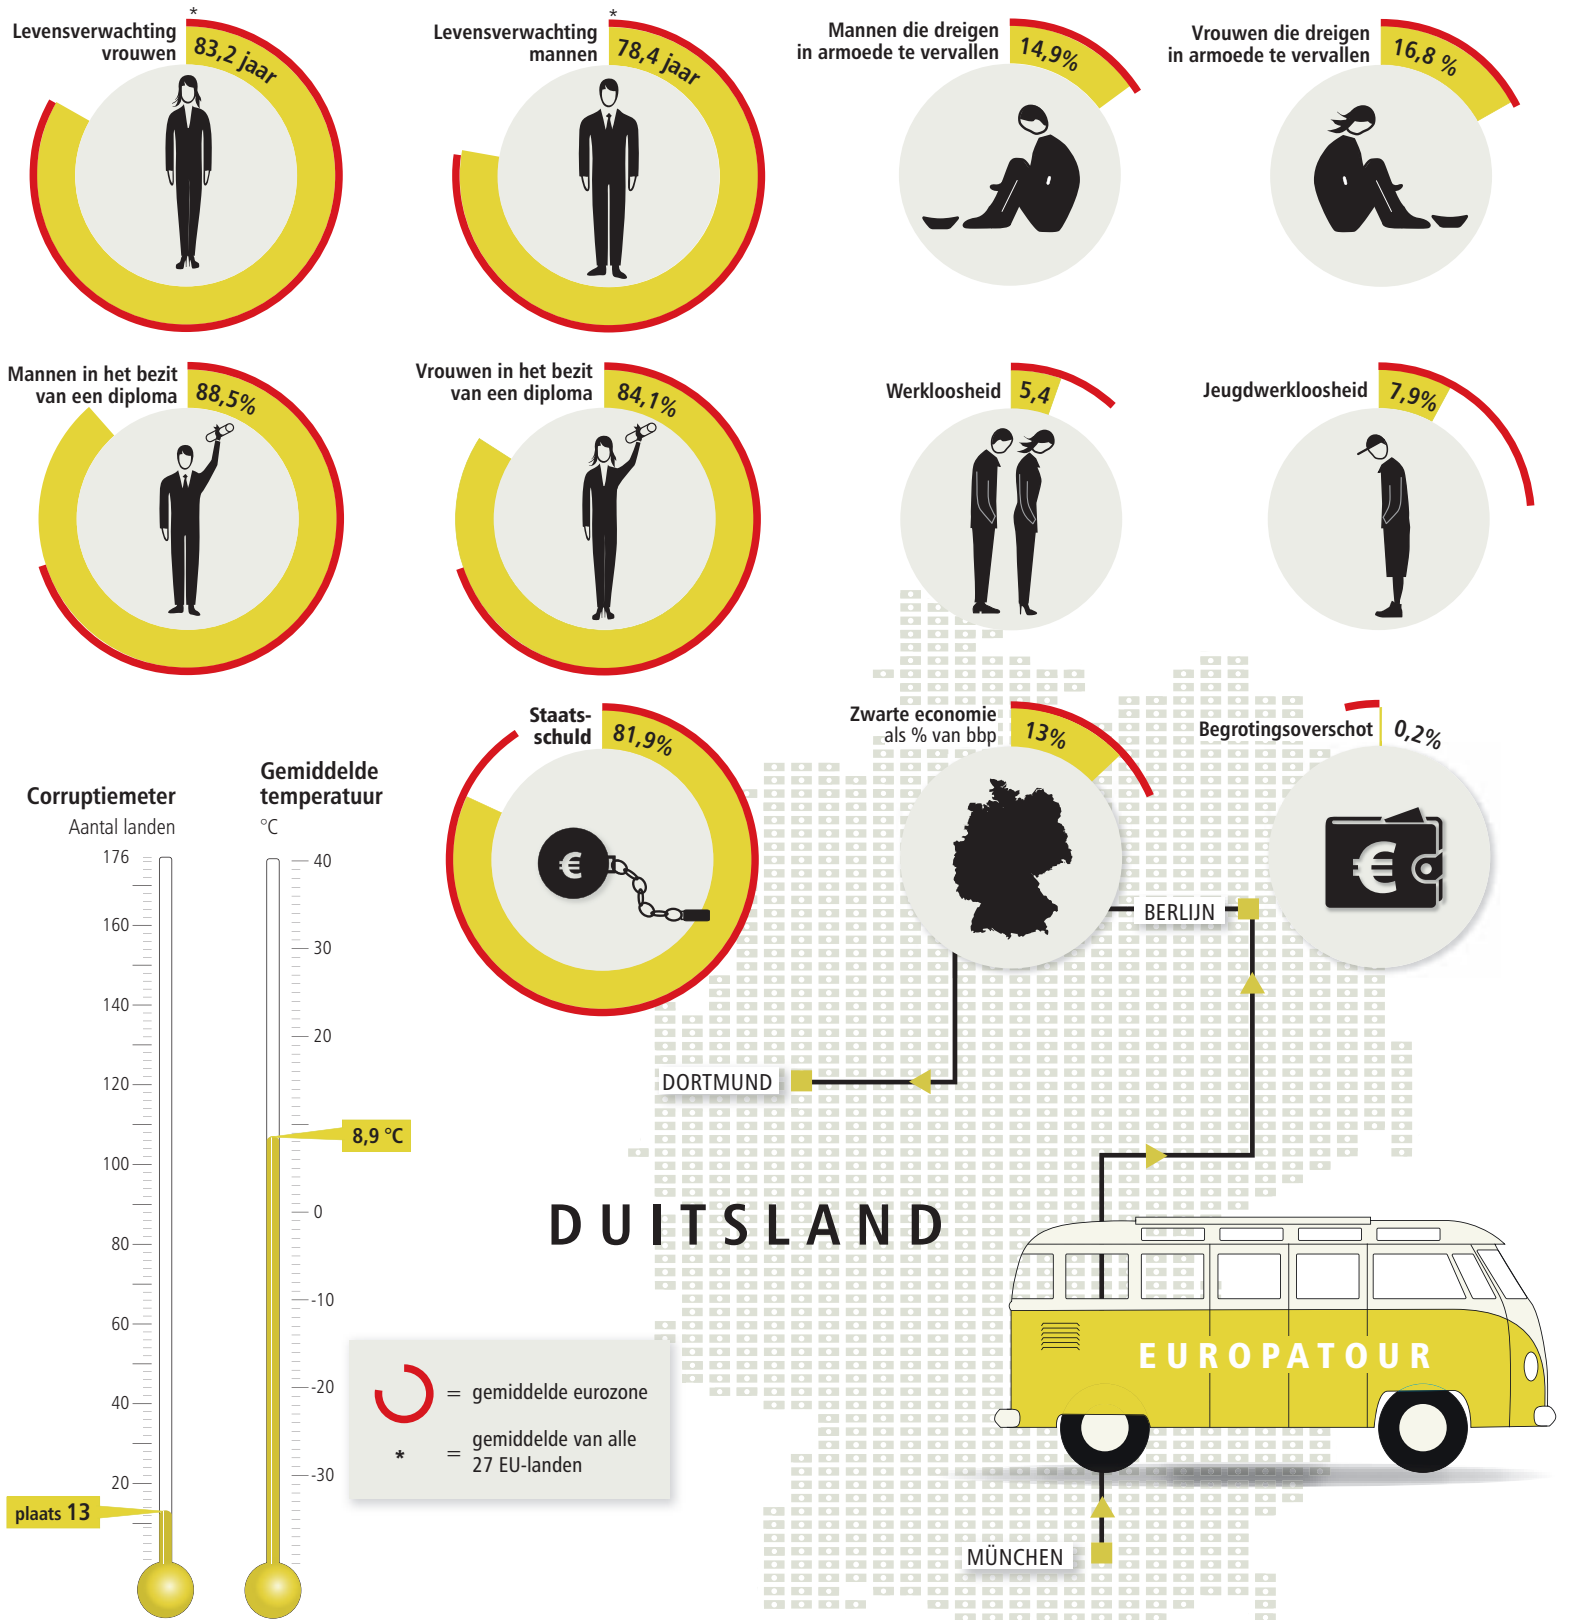 *
Levensverwachting
vrouwen
83,2 jaar
*
Levensverwachting
mannen
78,4 jaar
Mannen die dreigen
in armoede te vervallen
14,9%
Vrouwen die dreigen
in armoede te vervallen
16,8 %
Mannen in het bezit
van een diploma
88,5%
Vrouwen in het bezit
van een diploma
84,1%
Werkloosheid
5,4
Jeugdwerkloosheid
7,9%
Staats-
schuld
81,9%
€
Zwarte economie
als % van bbp
13%
Begrotingsoverschot
0,2%
€
Corruptiemeter
Aantal landen
176
160
140
120
100
80
60
40
20
plaats 13
Gemiddelde
temperatuur
°C
40
30
20
0
-10
-20
-30
8,9 °C
BERLIJN
DORTMUND
DUITSLAND
EUROPATOUR
MÜNCHEN
= gemiddelde eurozone
* = gemiddelde van alle
27 EU-landen